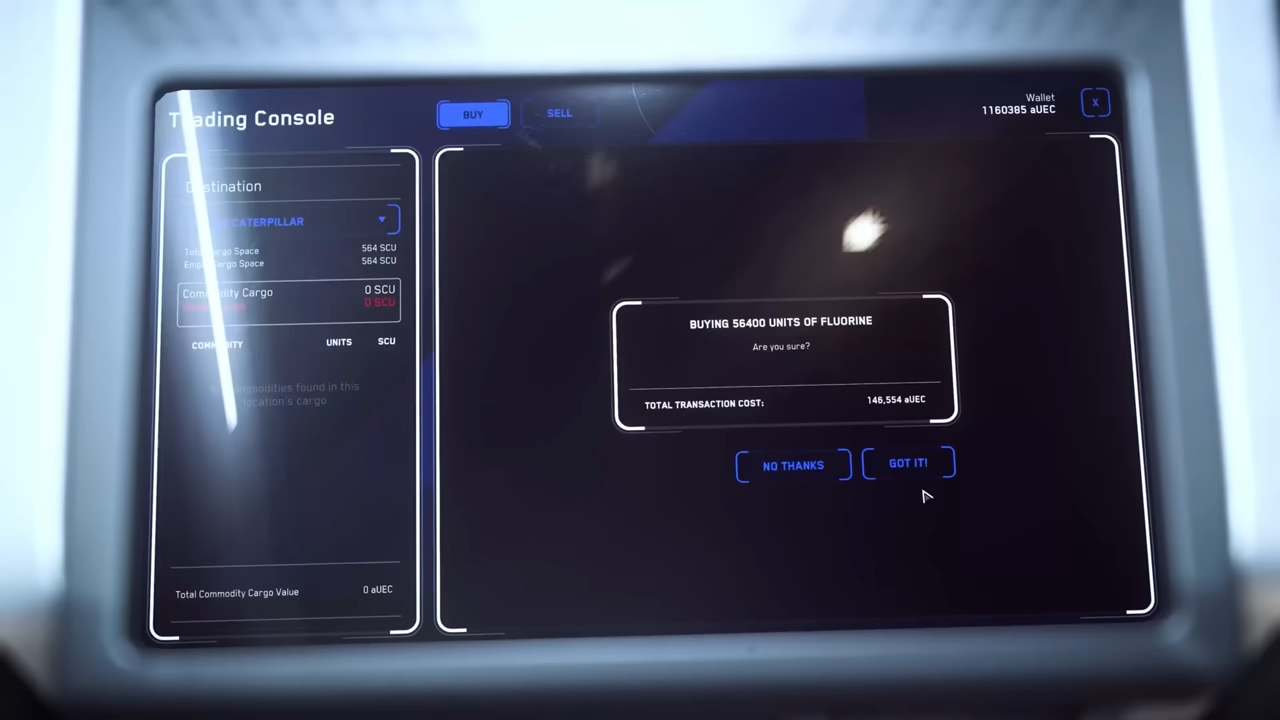 Trading Console
BUY
SELL
Wallet
1160385 aUEC
X
Destination
CATERPILLAR
Total Cargo Space 564 SCU
Empty Cargo Space 564 SCU
Commodity Cargo 0 SCU
0 SCU
COMMODITY UNITS SCU
commodities found in this
location's cargo
Total Commodity Cargo Value 0 aUEC
BUYING 56400 UNITS OF FLUORINE
Are you sure?
TOTAL TRANSACTION COST: 146,554 aUEC
NO THANKS
GOT IT!